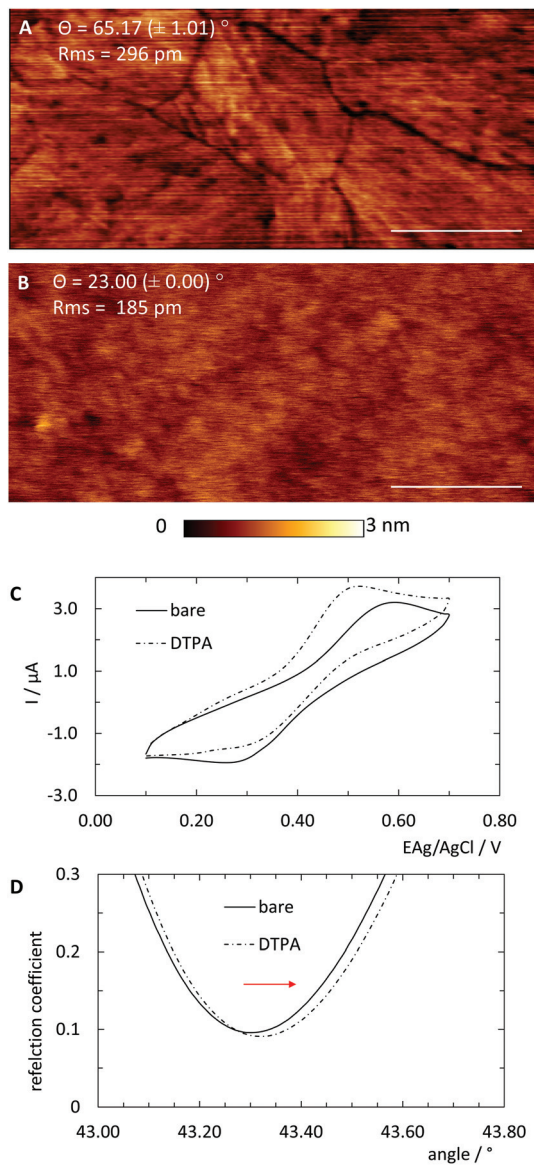 A
Θ = 65.17 (± 1.01) °
Rms = 296 pm
B
Θ = 23.00 (± 0.00) °
Rms =  185 pm
0
3 nm
C
3.0
1.0
-1.0
-3.0
I / µA
bare
DTPA
0.00
0.20
0.40
0.60
0.80
EAg/AgCl / V
D
0.3
0.2
0.1
0
refelction coefficient
bare
DTPA
43.00
43.20
43.40
43.60
43.80
angle / °